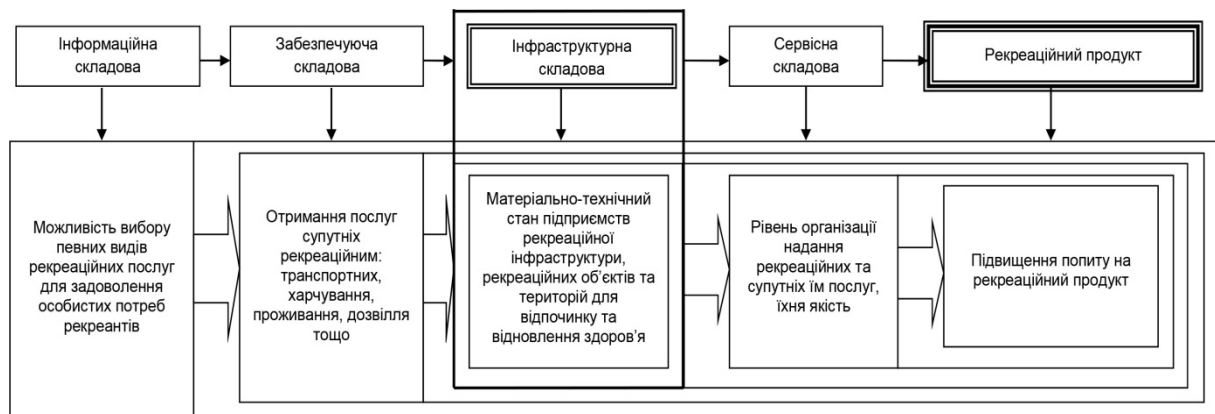 Інформаційна
складова
Забезпечуюча
складова
Інфраструктурна
складова
Сервісна
складова
Рекреаційний продукт
Можливість вибору
певних видів
рекреаційних послуг
для задоволення
особистих потреб
рекреантів
Отримання послуг
супутніх
рекреаційним:
транспортних,
харчування,
проживання, дозвілля
тощо
Матеріально-технічний
стан підприємств
рекреаційної
інфраструктури,
рекреаційних об’єктів та
територій для
відпочинку та
відновлення здоров’я
Рівень організації
надання
рекреаційних та
супутніх їм послуг,
їхня якість
Підвищення попиту на
рекреаційний продукт